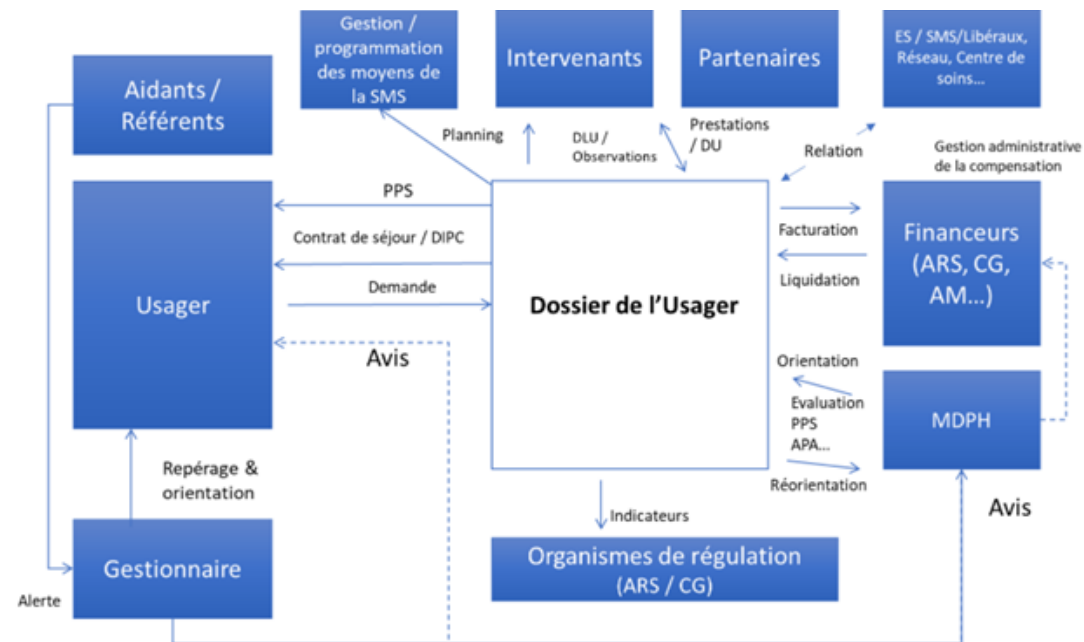 Gestion /
programmation
des moyens de
la SMS
Intervenants
Partenaires
ES / SMS/Libéraux,
Réseau, Centre de
soins...
Aidants /
Référents
Planning
DLU /
Observations
Prestations
/ DU
Relation
Gestion administrative
de la compensation
PPS
Contrat de séjour / DIPC
Demande
Usager
Avis
Dossier de l'Usager
Facturation
Liquidation
Financeurs
(ARS, CG,
AM...)
Orientation
Evaluation
PPS
APA...
Réorientation
MDPH
Avis
Repérage &
orientation
Gestionnaire
Alerte
Indicateurs
Organismes de régulation
(ARS / CG)